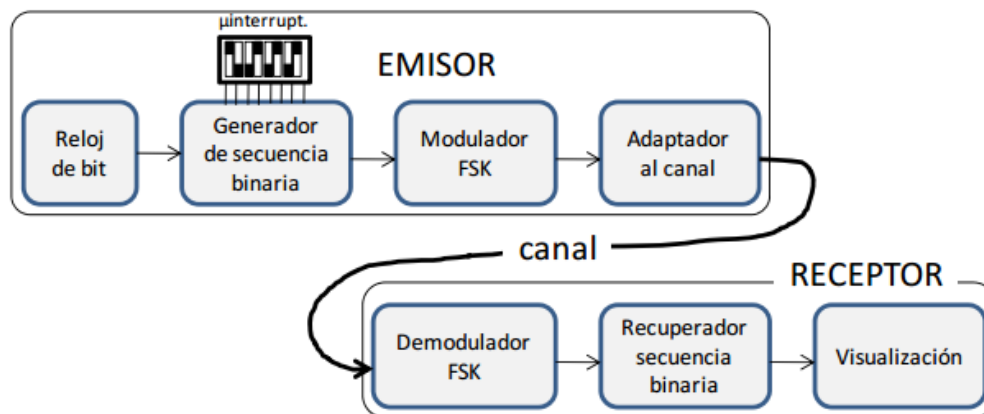 µinterrupt.
EMISOR
Reloj
de bit
Generador
de secuencia
binaria
Modulador
FSK
Adaptador
al canal
canal
RECEPTOR
Demodulador
FSK
Recuperador
secuencia
binaria
Visualización